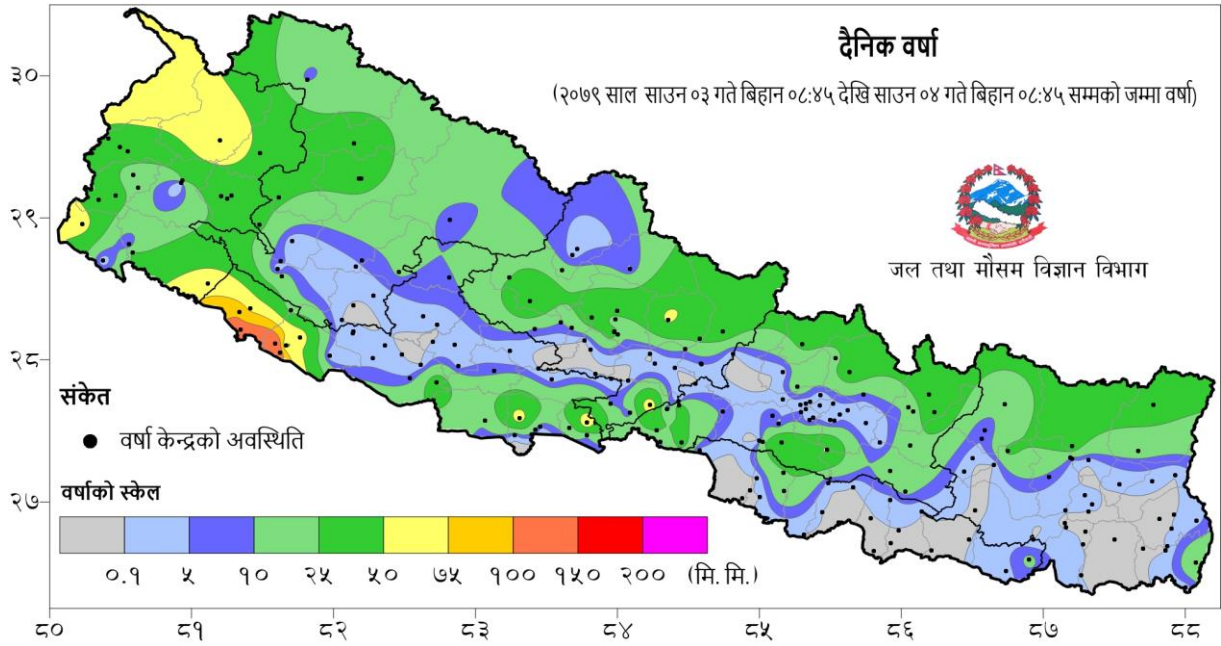 दैनिक वर्षा
(२०७९ साल साउन ०३ गते बिहान ०८:४५ देखि साउन ०४ गते बिहान ०८:४५ सम्मको जम्मा वर्षा)
जल तथा मौसम विज्ञान विभाग
३०
२९
२८
२७
संकेत
वर्षा केन्द्रको अवस्थिति
वर्षाको स्केल
०.१ ५ १० २५ ५० ७५ १०० १५० २०० (मि. मि.)
८० ८१ ८२ ८३ ८४ ८५ ८६ ८७ ८८